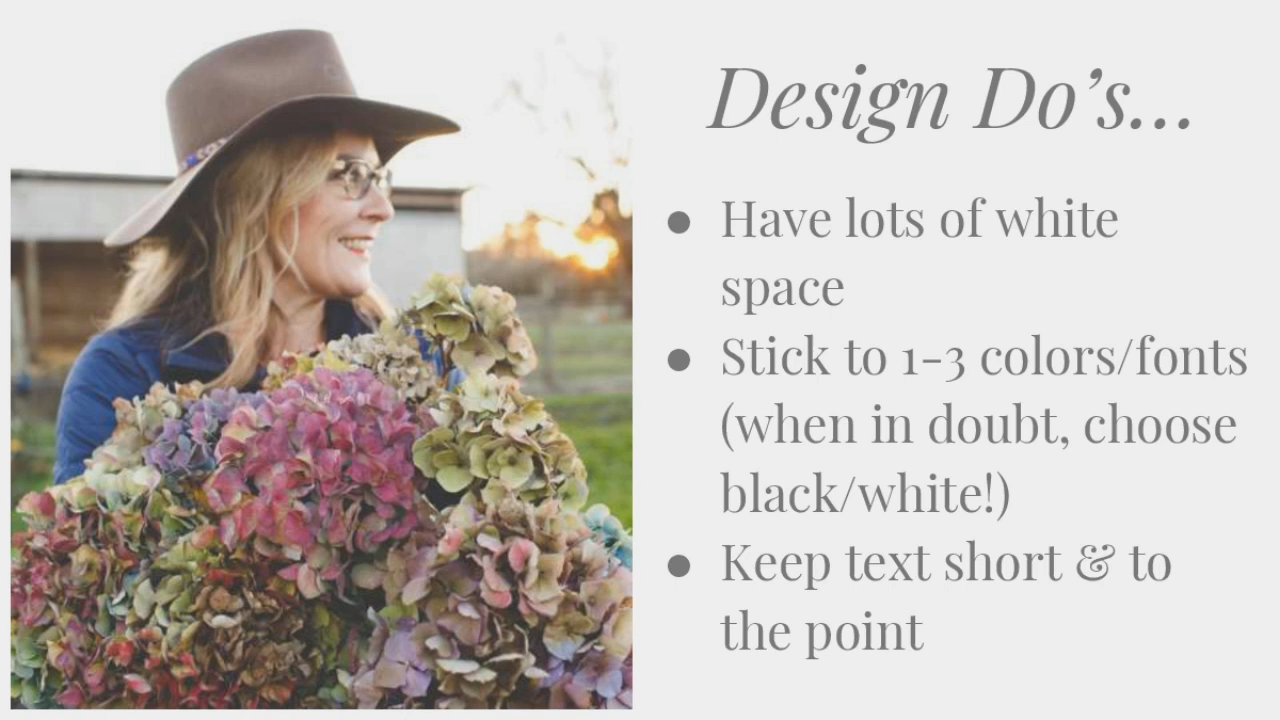 Design Do’s...
● Have lots of white
space
● Stick to 1-3 colors/fonts
(when in doubt, choose
black/white!)
● Keep text short & to
the point